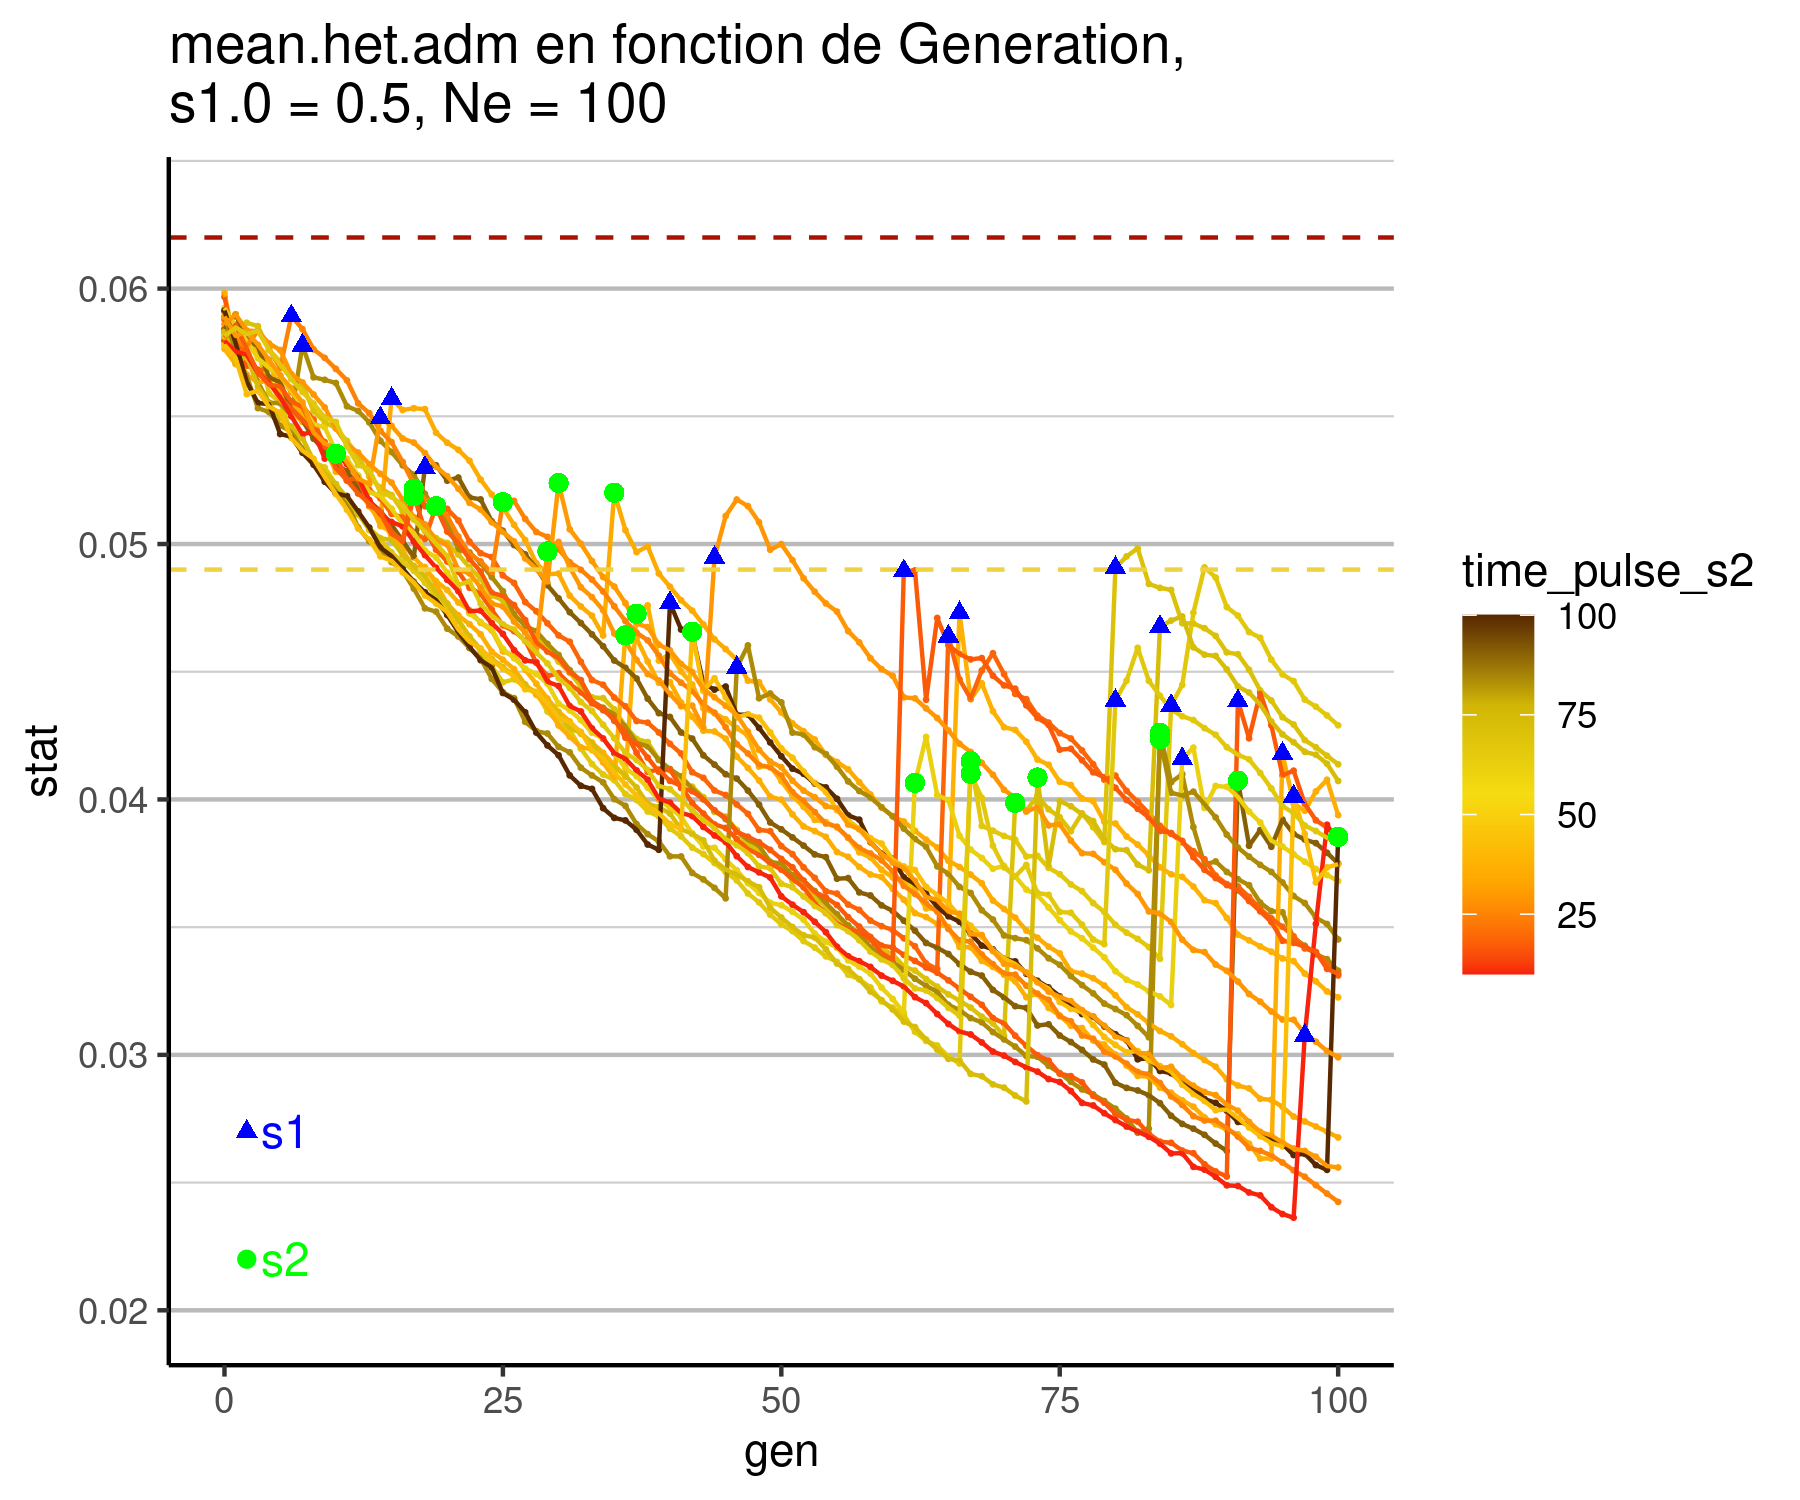 mean.het.adm en fonction de Generation,
s1.0 = 0.5, Ne = 100
stat
0.06
0.05
0.04
0.03
0.02
s1
s2
0
25
50
75
100
gen
time_pulse_s2
100
75
50
25